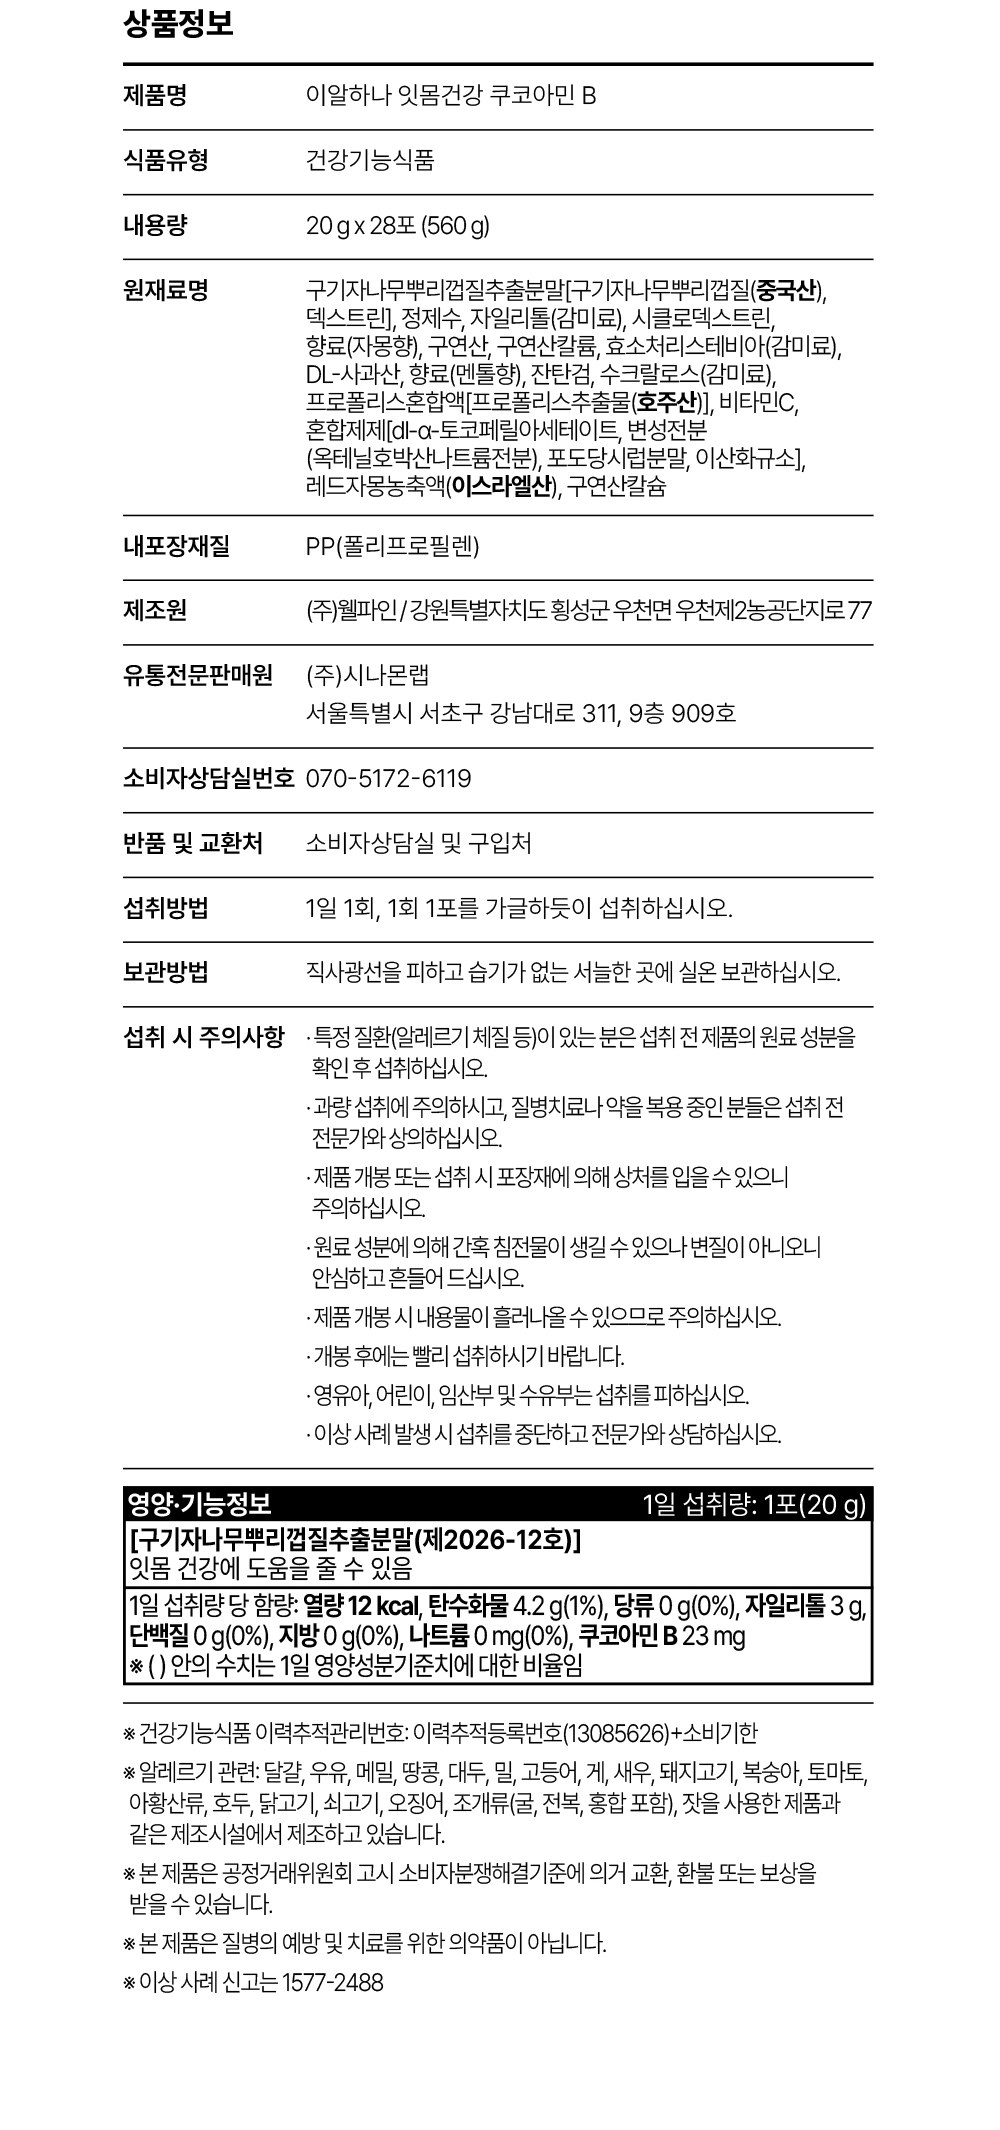 상품정보
제품명 이알하나 잇몸건강 쿠코아민 B
식품유형 건강기능식품
내용량 20 g x 28포 (560 g)
원재료명 구기자나무뿌리껍질추출분말[구기자나무뿌리껍질(중국산),
덱스트린], 정제수, 자일리톨(감미료), 시클로덱스트린,
향료(자몽향), 구연산, 구연산칼륨, 효소처리스테비아(감미료),
DL-사과산, 향료(멘톨향), 잔탄검, 수크랄로스(감미료),
프로폴리스혼합액[프로폴리스추출물(호주산)], 비타민C,
혼합제제[dl-α-토코페릴아세테이트, 변성전분
(옥테닐호박산나트륨전분), 포도당시럽분말, 이산화규소],
레드자몽농축액(이스라엘산), 구연산칼슘
내포장재질 PP(폴리프로필렌)
제조원 (주)웰파인 / 강원특별자치도 횡성군 우천면 우천제2농공단지로 77
유통전문판매원 (주)시나몬랩
서울특별시 서초구 강남대로 311, 9층 909호
소비자상담실번호 070-5172-6119
반품 및 교환처 소비자상담실 및 구입처
섭취방법 1일 1회, 1회 1포를 가글하듯이 섭취하십시오.
보관방법 직사광선을 피하고 습기가 없는 서늘한 곳에 실온 보관하십시오.
섭취 시 주의사항 · 특정 질환(알레르기 체질 등)이 있는 분은 섭취 전 제품의 원료 성분을
확인 후 섭취하십시오.
· 과량 섭취에 주의하시고, 질병치료나 약을 복용 중인 분들은 섭취 전
전문가와 상의하십시오.
· 제품 개봉 또는 섭취 시 포장재에 의해 상처를 입을 수 있으니
주의하십시오.
· 원료 성분에 의해 간혹 침전물이 생길 수 있으나 변질이 아니오니
안심하고 흔들어 드십시오.
· 제품 개봉 시 내용물이 흘러나올 수 있으므로 주의하십시오.
· 개봉 후에는 빨리 섭취하시기 바랍니다.
· 영유아, 어린이, 임산부 및 수유부는 섭취를 피하십시오.
· 이상 사례 발생 시 섭취를 중단하고 전문가와 상담하십시오.
영양·기능정보 1일 섭취량: 1포(20 g)
[구기자나무뿌리껍질추출분말(제2026-12호)]
잇몸 건강에 도움을 줄 수 있음
1일 섭취량 당 함량: 열량 12 kcal, 탄수화물 4.2 g(1%), 당류 0 g(0%), 자일리톨 3 g,
단백질 0 g(0%), 지방 0 g(0%), 나트륨 0 mg(0%), 쿠코아민 B 23 mg
※ ( ) 안의 수치는 1일 영양성분기준치에 대한 비율임
※ 건강기능식품 이력추적관리번호: 이력추적등록번호(13085626)+소비기한
※ 알레르기 관련: 달걀, 우유, 메밀, 땅콩, 대두, 밀, 고등어, 게, 새우, 돼지고기, 복숭아, 토마토,
아황산류, 호두, 닭고기, 쇠고기, 오징어, 조개류(굴, 전복, 홍합 포함), 잣을 사용한 제품과
같은 제조시설에서 제조하고 있습니다.
※ 본 제품은 공정거래위원회 고시 소비자분쟁해결기준에 의거 교환, 환불 또는 보상을
받을 수 있습니다.
※ 본 제품은 질병의 예방 및 치료를 위한 의약품이 아닙니다.
※ 이상 사례 신고는 1577-2488